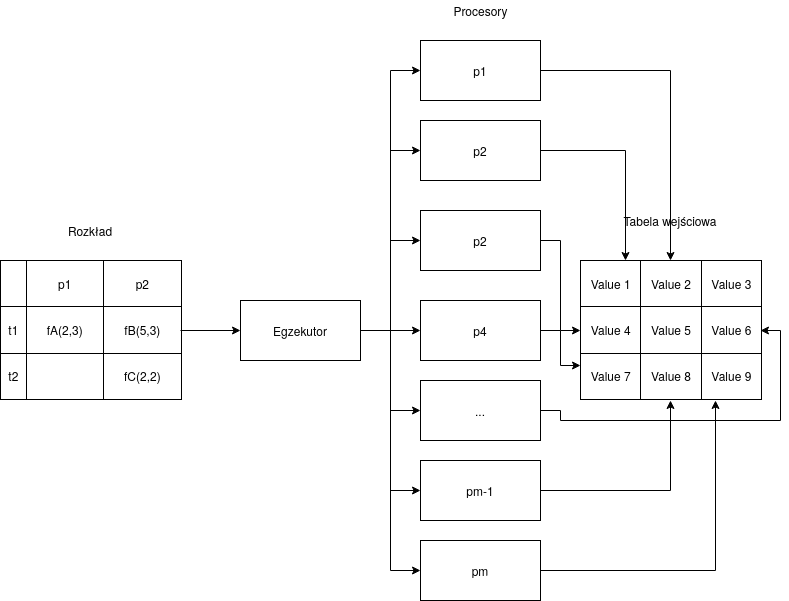 Procesory
p1
p2
p2
p4
...
pm-1
pm
Rozkład
p1 p2
t1 fA(2,3) fB(5,3)
t2 fC(2,2)
Egzekutor
Tabela wejściowa
Value 1 Value 2 Value 3
Value 4 Value 5 Value 6
Value 7 Value 8 Value 9